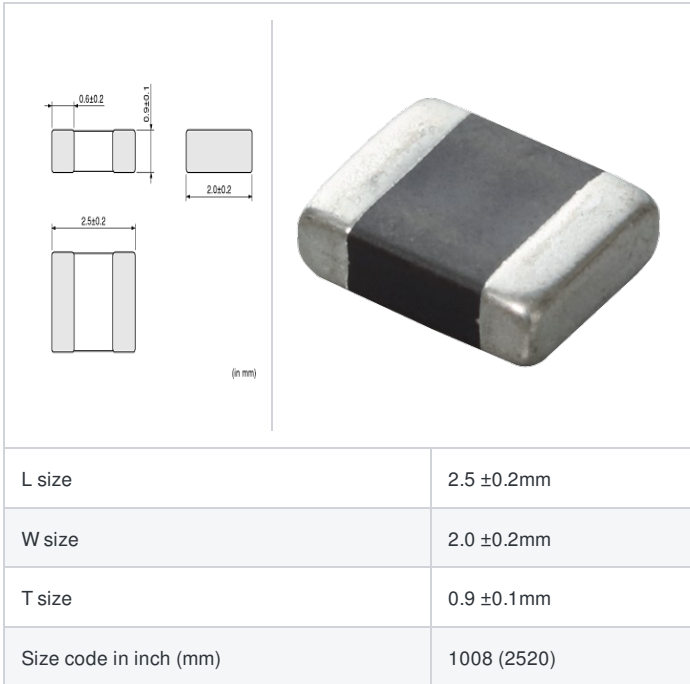 0.6±0.2
0.9±0.1
2.0±0.2
2.5±0.2
(in mm)
L size 2.5 ±0.2mm
W size 2.0 ±0.2mm
T size 0.9 ±0.1mm
Size code in inch (mm) 1008 (2520)